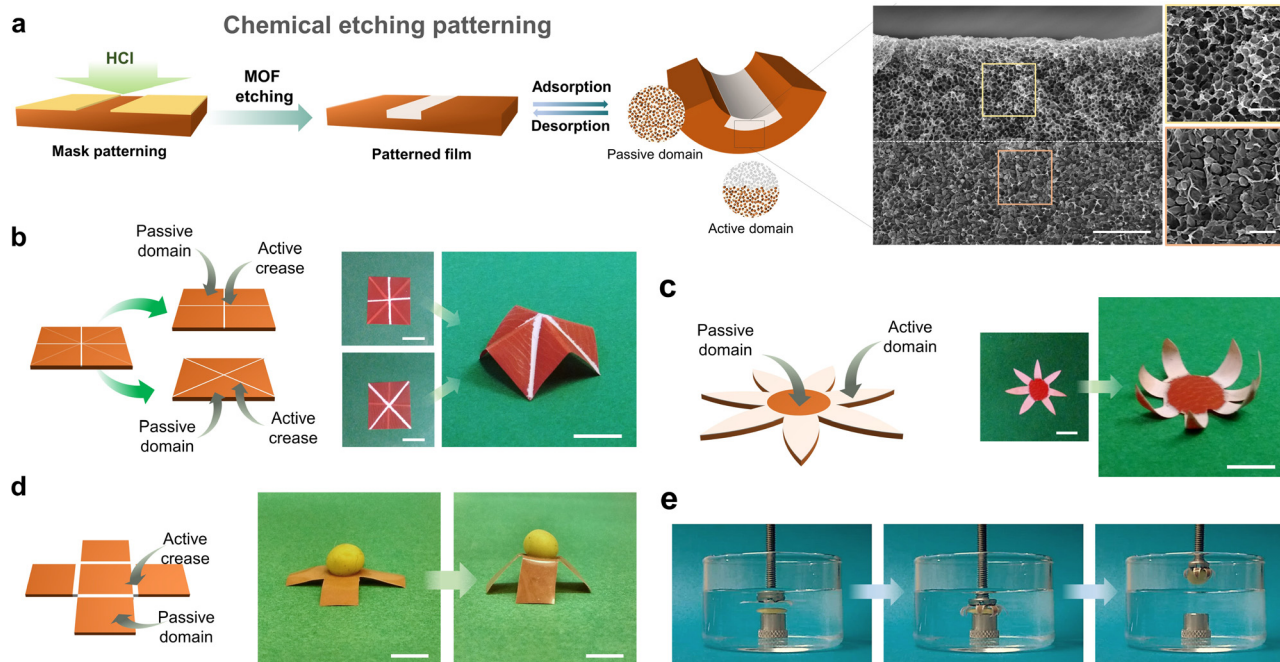 a
Chemical etching patterning
HCl
MOF
etching
Mask patterning
Patterned film
Adsorption
Desorption
Passive domain
Active domain
b
Passive
domain
Active
crease
Passive
domain
Active
crease
c
Passive
domain
Active
domain
d
Active
crease
Passive
domain
e